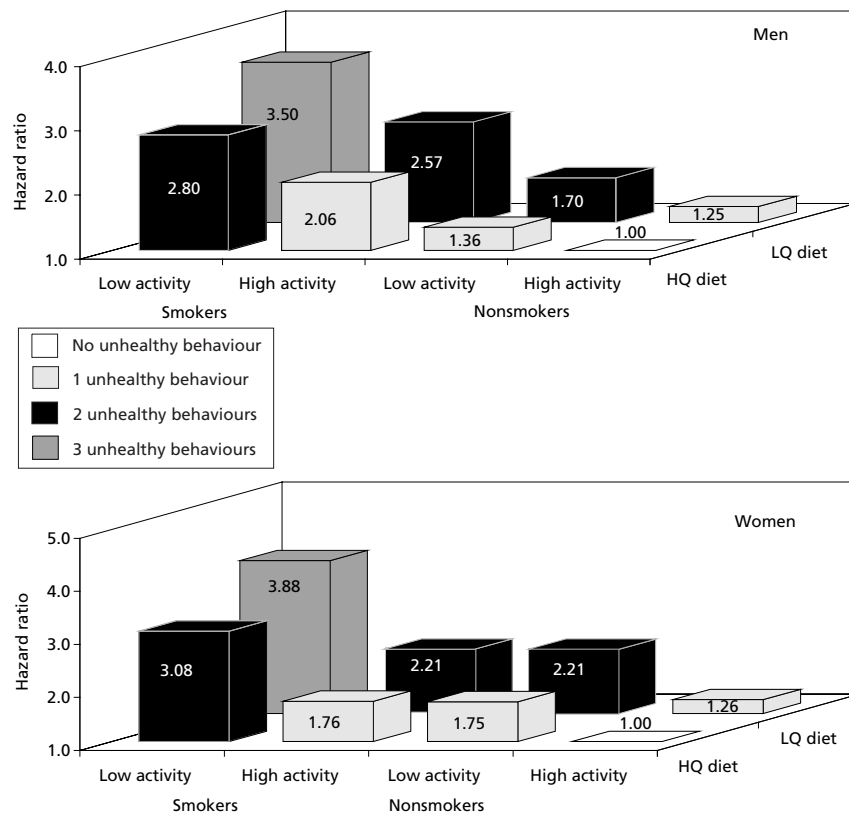 Men
4.0
3.0
2.0
1.0
Hazard ratio
3.50
2.80
2.57
2.06
1.70
1.36
1.00
1.25
LQ diet
HQ diet
Low activity High activity Low activity High activity
Smokers Nonsmokers
No unhealthy behaviour
1 unhealthy behaviour
2 unhealthy behaviours
3 unhealthy behaviours
Women
5.0
4.0
3.0
2.0
1.0
Hazard ratio
3.88
3.08
2.21
2.21
1.76
1.75
1.00
1.26
LQ diet
HQ diet
Low activity High activity Low activity High activity
Smokers Nonsmokers